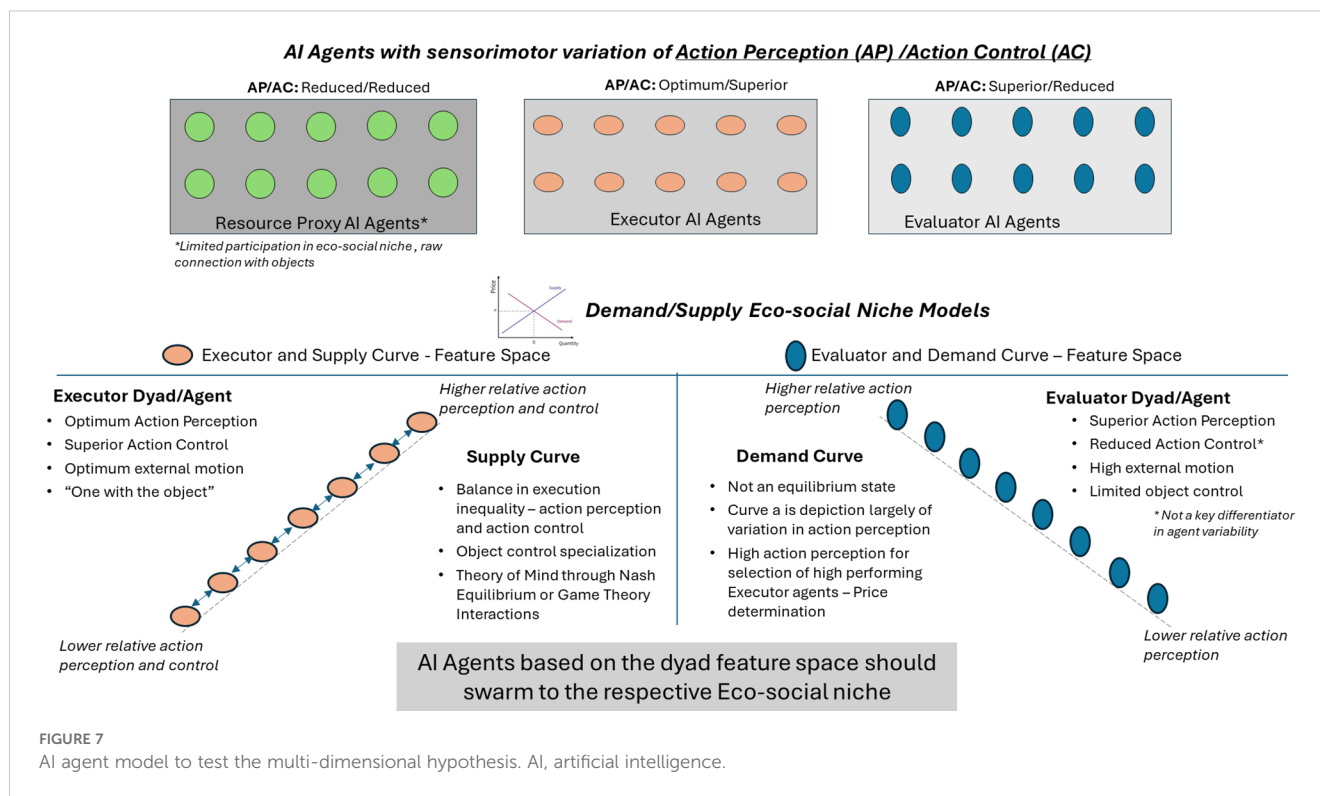 AI Agents with sensorimotor variation of Action Perception (AP) /Action Control (AC)
AP/AC: Reduced/Reduced
AP/AC: Optimum/Superior
AP/AC: Superior/Reduced
Resource Proxy AI Agents*
Executor AI Agents
Evaluator AI Agents
*Limited participation in eco-social niche , raw
connection with objects
Price
Supply
P
Demand
Q
Quantity
Demand/Supply Eco-social Niche Models
Executor and Supply Curve - Feature Space
Evaluator and Demand Curve – Feature Space
Executor Dyad/Agent
• Optimum Action Perception
• Superior Action Control
• Optimum external motion
• “One with the object”
Higher relative action
perception and control
Supply Curve
• Balance in execution
inequality – action perception
and action control
• Object control specialization
• Theory of Mind through Nash
Equilibrium or Game Theory
Interactions
Lower relative action
perception and control
Higher relative action
perception
Demand Curve
• Not an equilibrium state
• Curve a is depiction largely of
variation in action perception
• High action perception for
selection of high performing
Executor agents – Price
determination
Evaluator Dyad/Agent
• Superior Action Perception
• Reduced Action Control*
• High external motion
• Limited object control
* Not a key differentiator
in agent variability
Lower relative action
perception
AI Agents based on the dyad feature space should
swarm to the respective Eco-social niche
FIGURE 7
AI agent model to test the multi-dimensional hypothesis. AI, artificial intelligence.